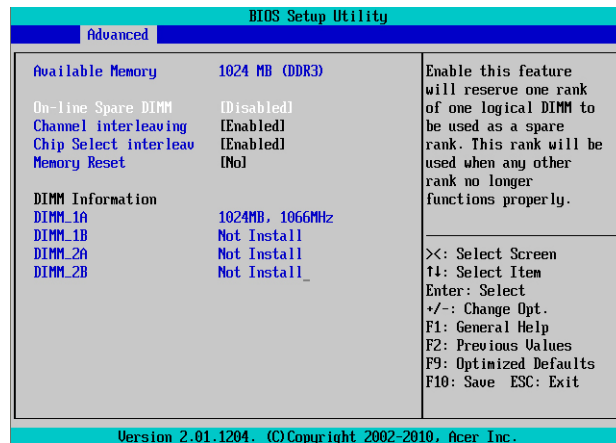 BIOS Setup Utility
Advanced
Available Memory 1024 MB (DDR3)
On-line Spare DIMM [Disabled]
Channel interleaving [Enabled]
Chip Select interleav [Enabled]
Memory Reset [No]
DIMM Information
DIMM_1A 1024MB, 1066MHz
DIMM_1B Not Install
DIMM_2A Not Install
DIMM_2B Not Install_
Enable this feature
will reserve one rank
of one logical DIMM to
be used as a spare
rank. This rank will be
used when any other
rank no longer
functions properly.
><: Select Screen
↑↓: Select Item
Enter: Select
+/-: Change Opt.
F1: General Help
F2: Previous Values
F9: Optimized Defaults
F10: Save ESC: Exit
Version 2.01.1204. (C)Copyright 2002-2010, Acer Inc.